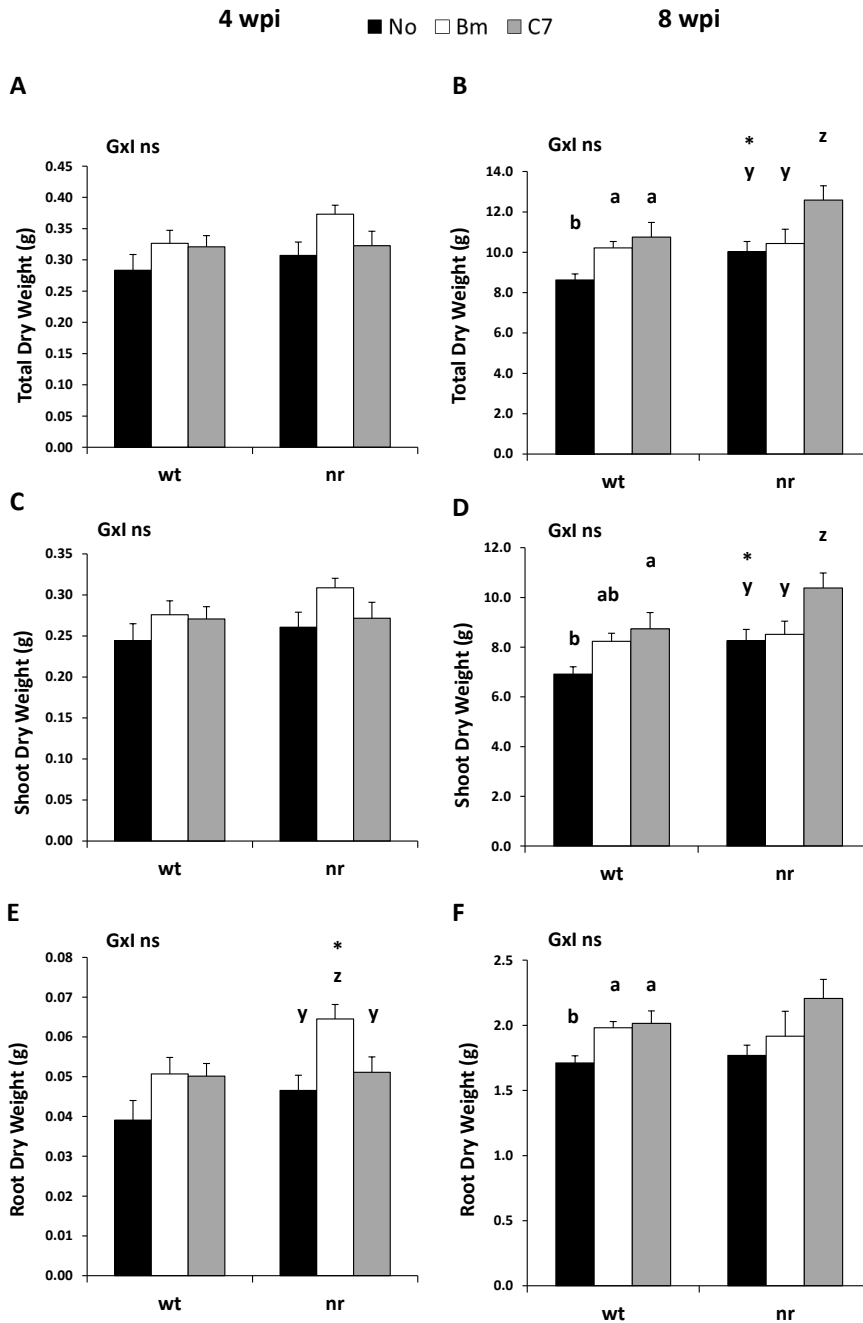 4 wpi No Bm C7 8 wpi
A
GxI ns
Total Dry Weight (g)
0.45
0.40
0.35
0.30
0.25
0.20
0.15
0.10
0.05
0.00
wt nr
B
GxI ns
Total Dry Weight (g)
14.0
12.0
10.0
8.0
6.0
4.0
2.0
0.0
b a a * y y z
wt nr
C
GxI ns
Shoot Dry Weight (g)
0.35
0.30
0.25
0.20
0.15
0.10
0.05
0.00
wt nr
D
GxI ns
Shoot Dry Weight (g)
12.0
10.0
8.0
6.0
4.0
2.0
0.0
b ab a * y y z
wt nr
E
GxI ns
Root Dry Weight (g)
0.08
0.07
0.06
0.05
0.04
0.03
0.02
0.01
0.00
y * z y
wt nr
F
GxI ns
Root Dry Weight (g)
2.5
2.0
1.5
1.0
0.5
0.0
b a a
wt nr